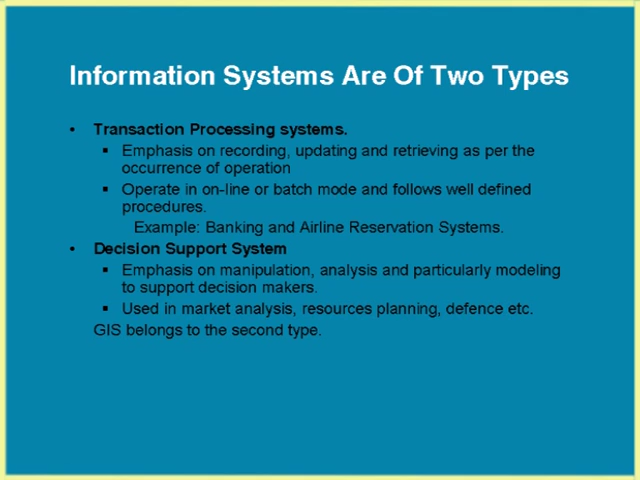 Information Systems Are Of Two Types
• Transaction Processing systems.
▪ Emphasis on recording, updating and retrieving as per the
occurrence of operation
▪ Operate in on-line or batch mode and follows well defined
procedures.
Example: Banking and Airline Reservation Systems.
• Decision Support System
▪ Emphasis on manipulation, analysis and particularly modeling
to support decision makers.
▪ Used in market analysis, resources planning, defence etc.
GIS belongs to the second type.